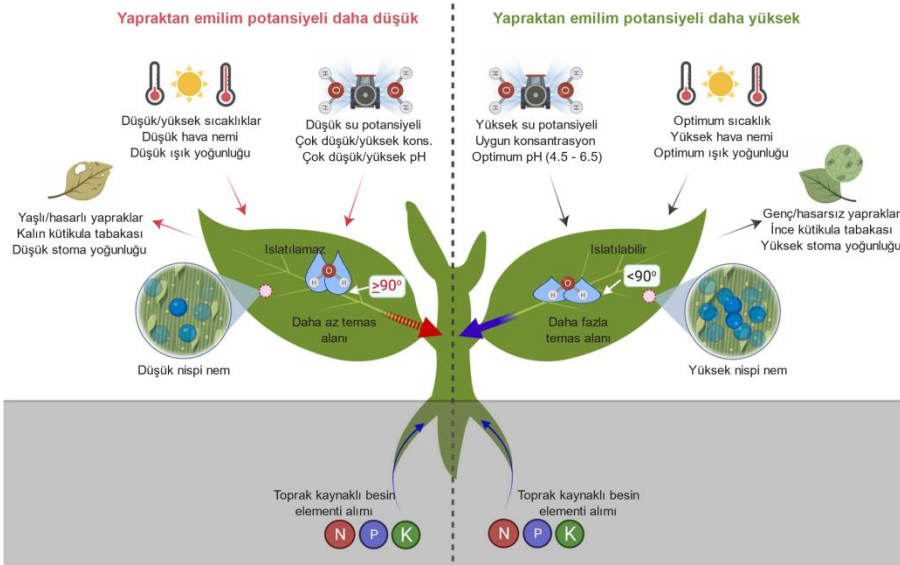 Yapraktan emilim potansiyeli daha düşük
Yapraktan emilim potansiyeli daha yüksek
Düşük/yüksek sıcaklıklar
Düşük hava nemi
Düşük ışık yoğunluğu
H
H
O
H
H
O
Düşük su potansiyeli
Çok düşük/yüksek kons.
Çok düşük/yüksek pH
H
H
O
H
H
O
Yüksek su potansiyeli
Uygun konsantrasyon
Optimum pH (4.5 - 6.5)
Optimum sıcaklık
Yüksek hava nemi
Optimum ışık yoğunluğu
Yaşlı/hasarlı yapraklar
Kalın kütikula tabakası
Düşük stoma yoğunluğu
Genç/hasarsız yapraklar
İnce kütikula tabakası
Yüksek stoma yoğunluğu
Islatılamaz
O
H H
≥90°
Daha az temas
alanı
Islatılabilir
O
H H
<90°
Daha fazla
temas alanı
Düşük nispi nem
Yüksek nispi nem
Toprak kaynaklı besin
elementi alımı
N P K
Toprak kaynaklı besin
elementi alımı
N P K